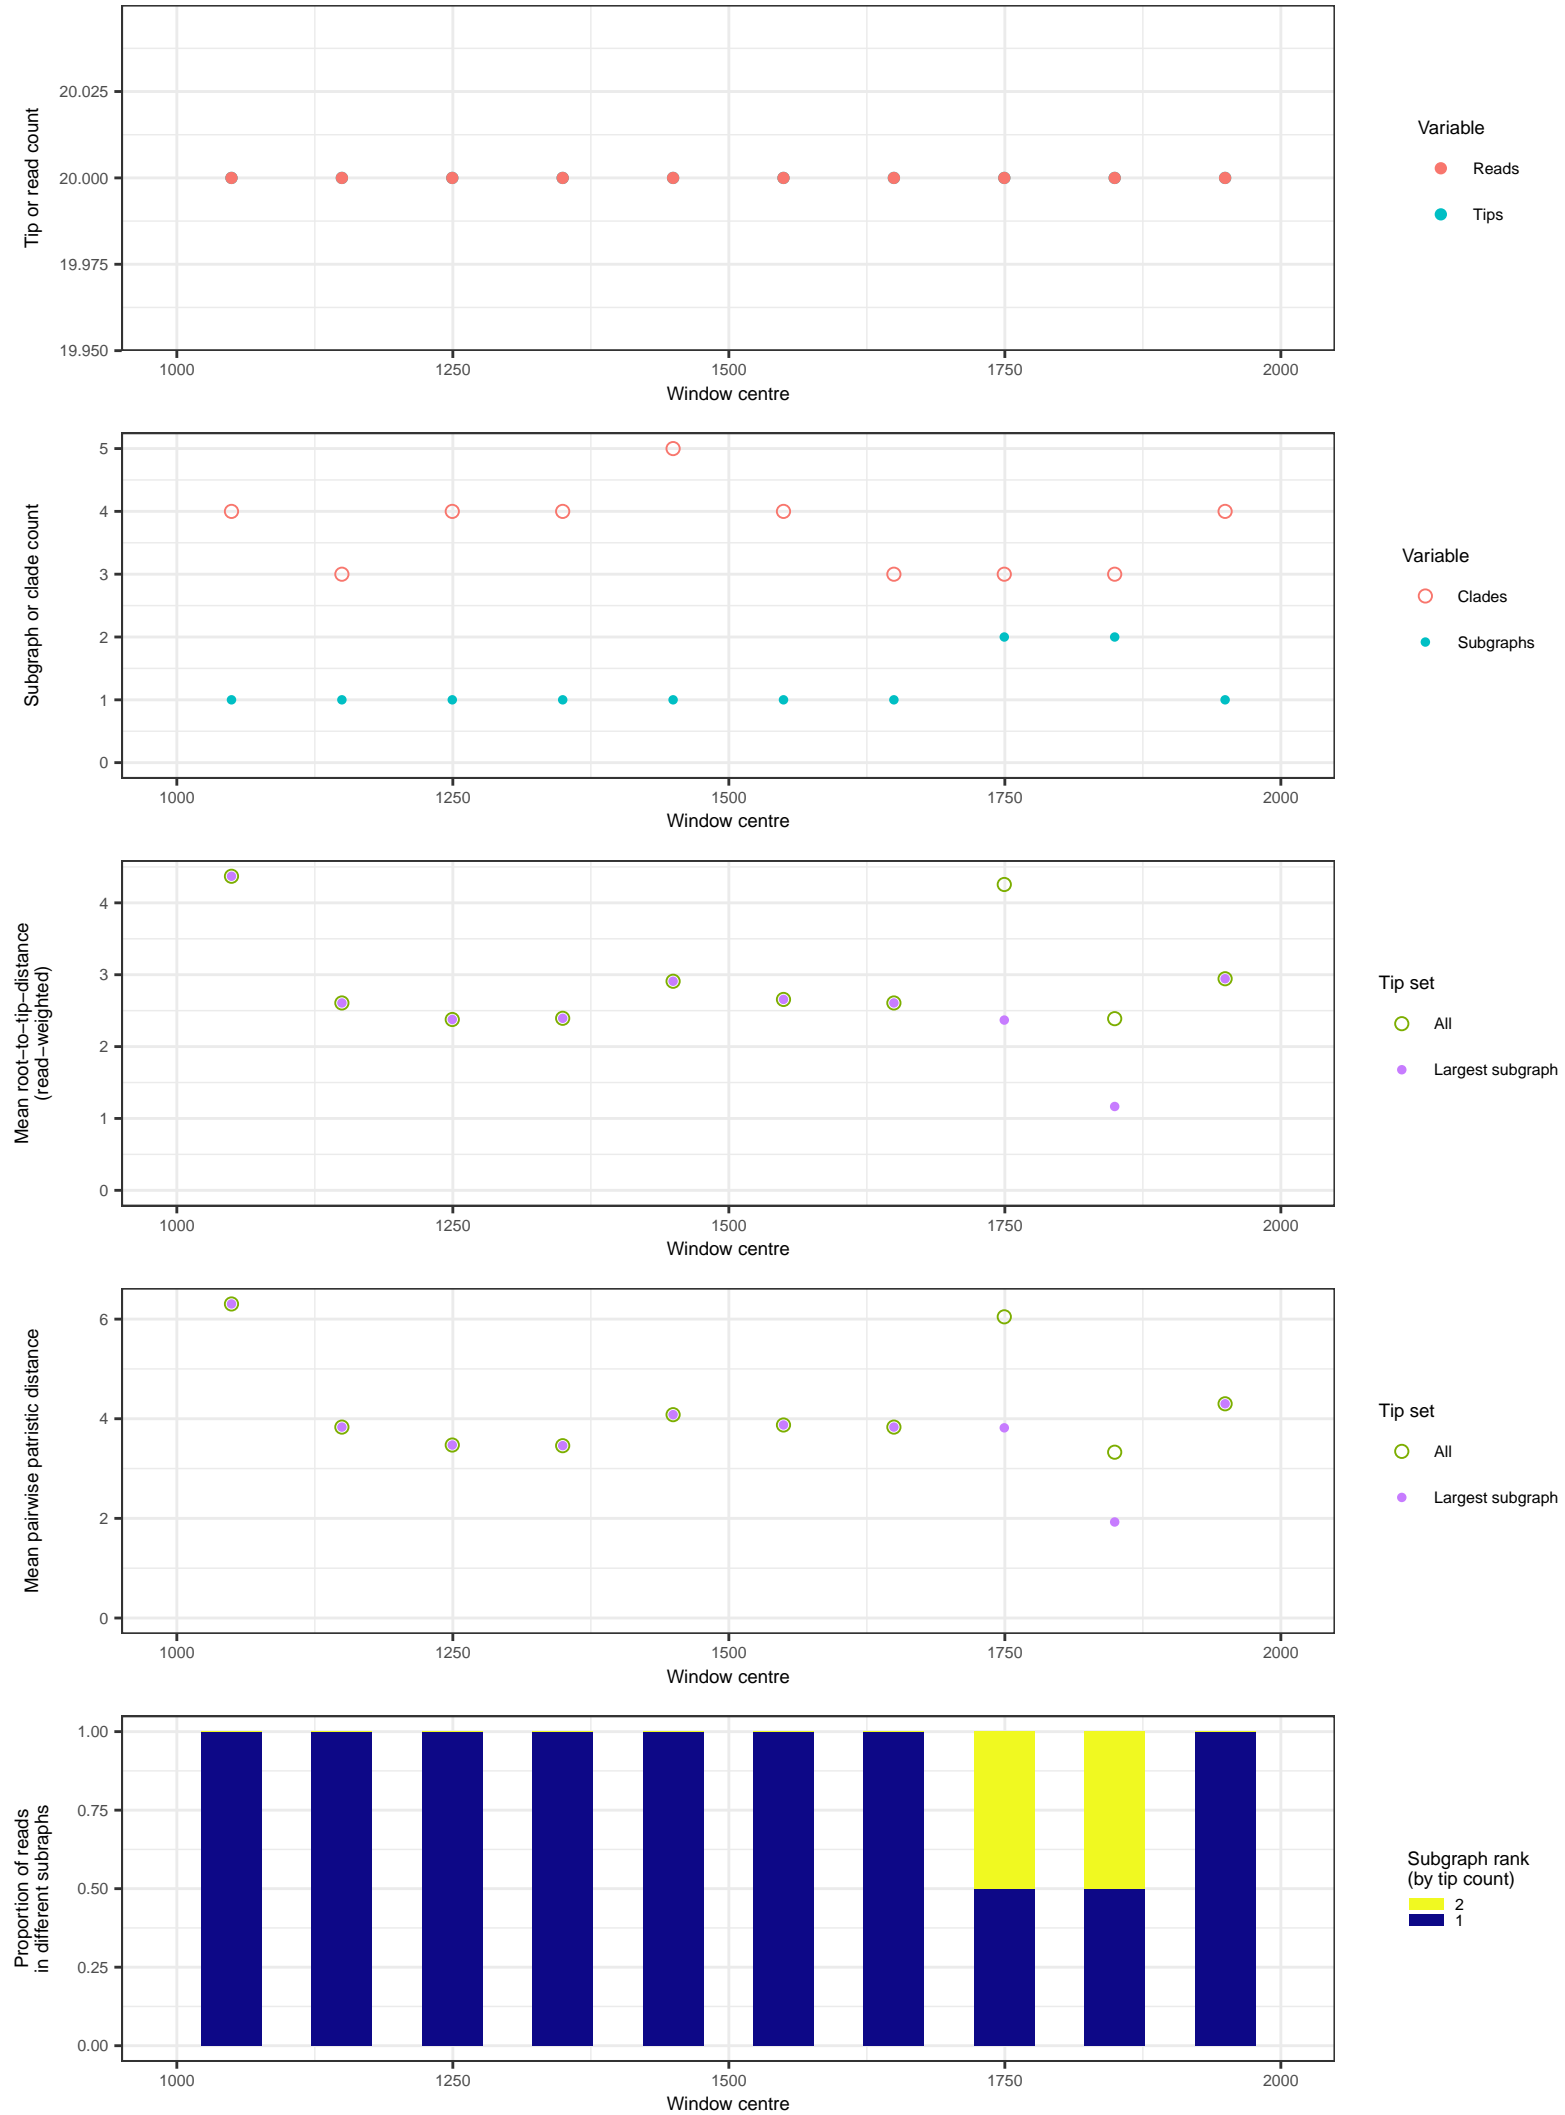 Tip or read count
20.025
20.000
19.975
19.950
1000 1250 1500 1750 2000
Window centre
Variable
Reads
Tips
Subgraph or clade count
5
4
3
2
1
0
1000 1250 1500 1750 2000
Window centre
Variable
Clades
Subgraphs
Mean root-to-tip-distance
(read-weighted)
4
3
2
1
0
1000 1250 1500 1750 2000
Window centre
Tip set
All
Largest subgraph
Mean pairwise patristic distance
6
4
2
0
1000 1250 1500 1750 2000
Window centre
Tip set
All
Largest subgraph
Proportion of reads
in different subraphs
1.00
0.75
0.50
0.25
0.00
1000 1250 1500 1750 2000
Window centre
Subgraph rank
(by tip count)
2
1